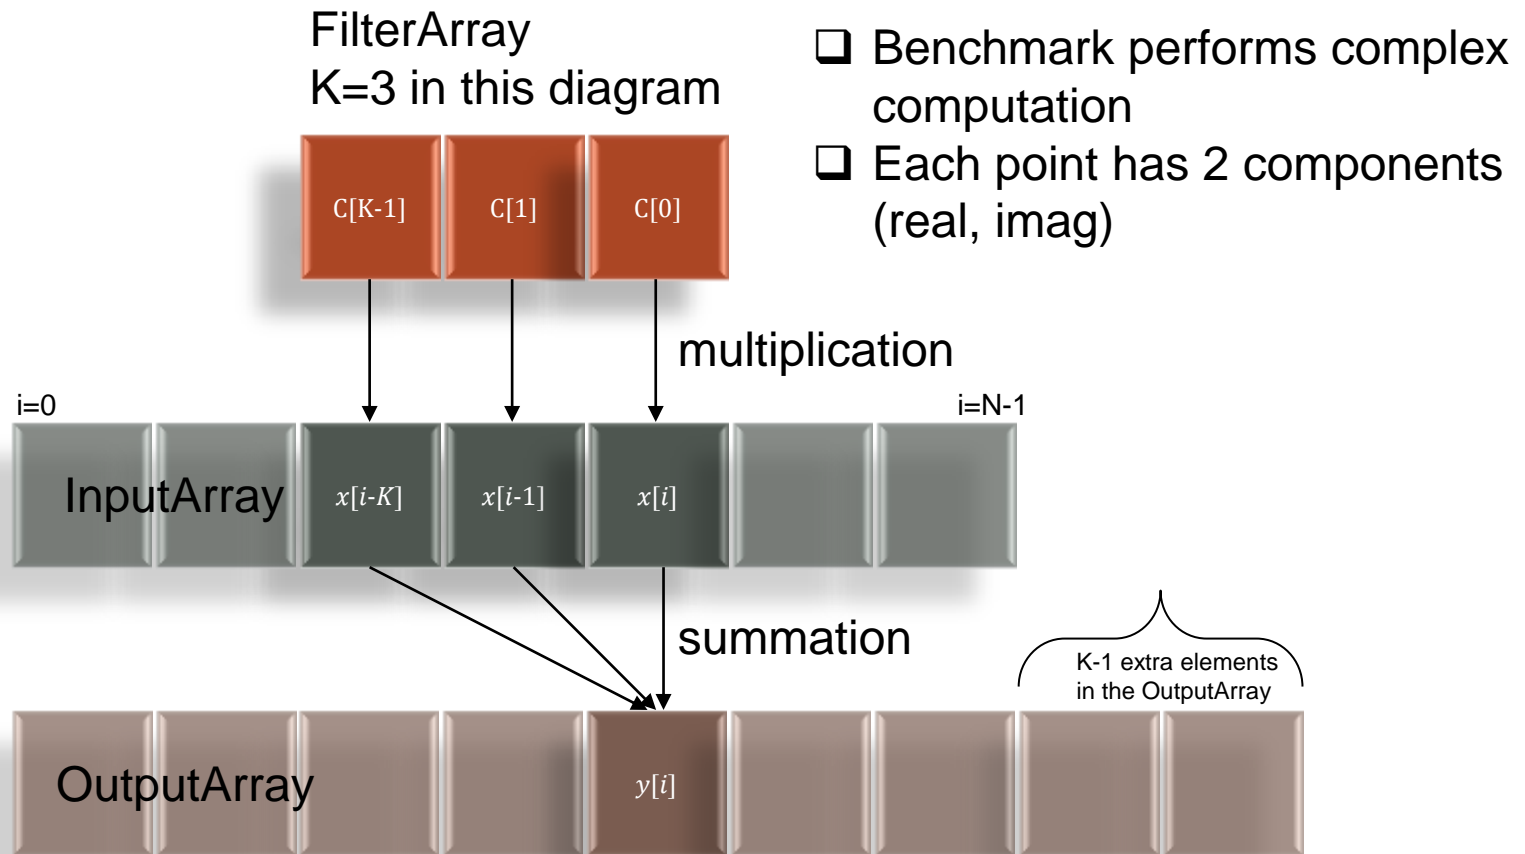 FilterArray
K=3 in this diagram
❑ Benchmark performs complex
computation
❑ Each point has 2 components
(real, imag)
C[K-1] C[1] C[0]
multiplication
i=0 i=N-1
InputArray x[i-K] x[i-1] x[i]
summation
K-1 extra elements
in the OutputArray
OutputArray y[i]